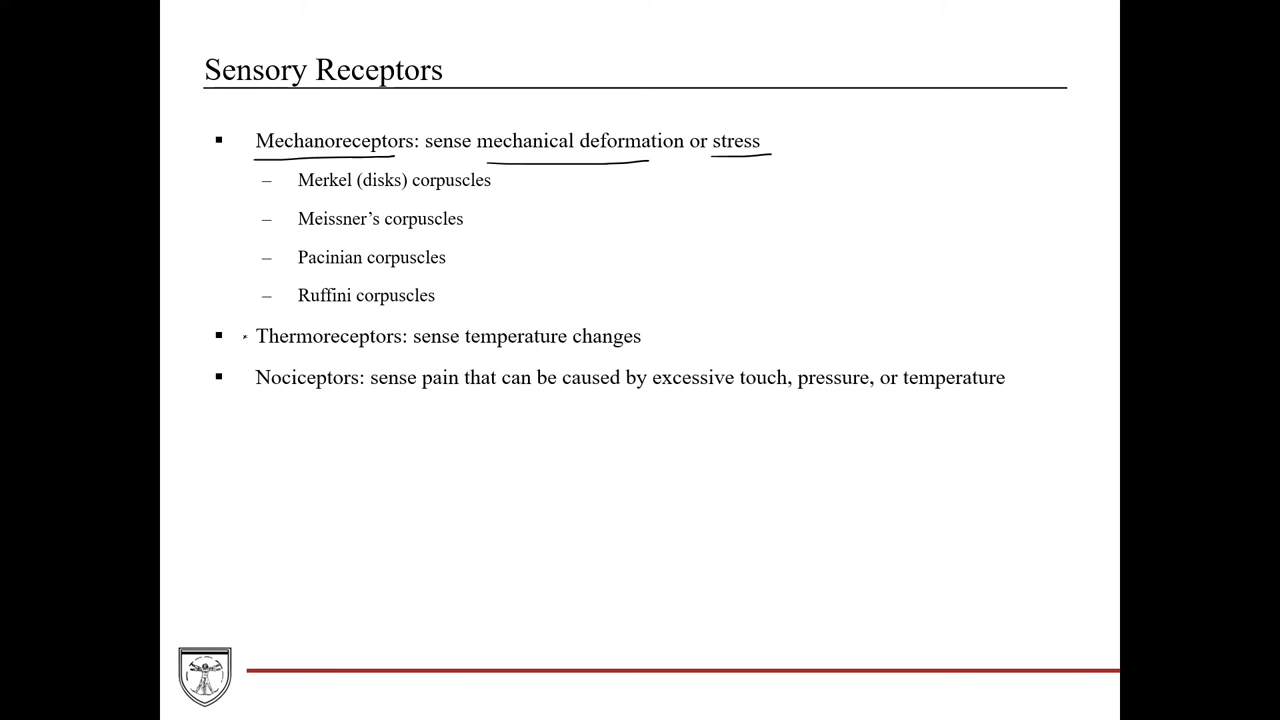 Sensory Receptors
▪ Mechanoreceptors: sense mechanical deformation or stress
– Merkel (disks) corpuscles
– Meissner’s corpuscles
– Pacinian corpuscles
– Ruffini corpuscles
▪ Thermoreceptors: sense temperature changes
▪ Nociceptors: sense pain that can be caused by excessive touch, pressure, or temperature